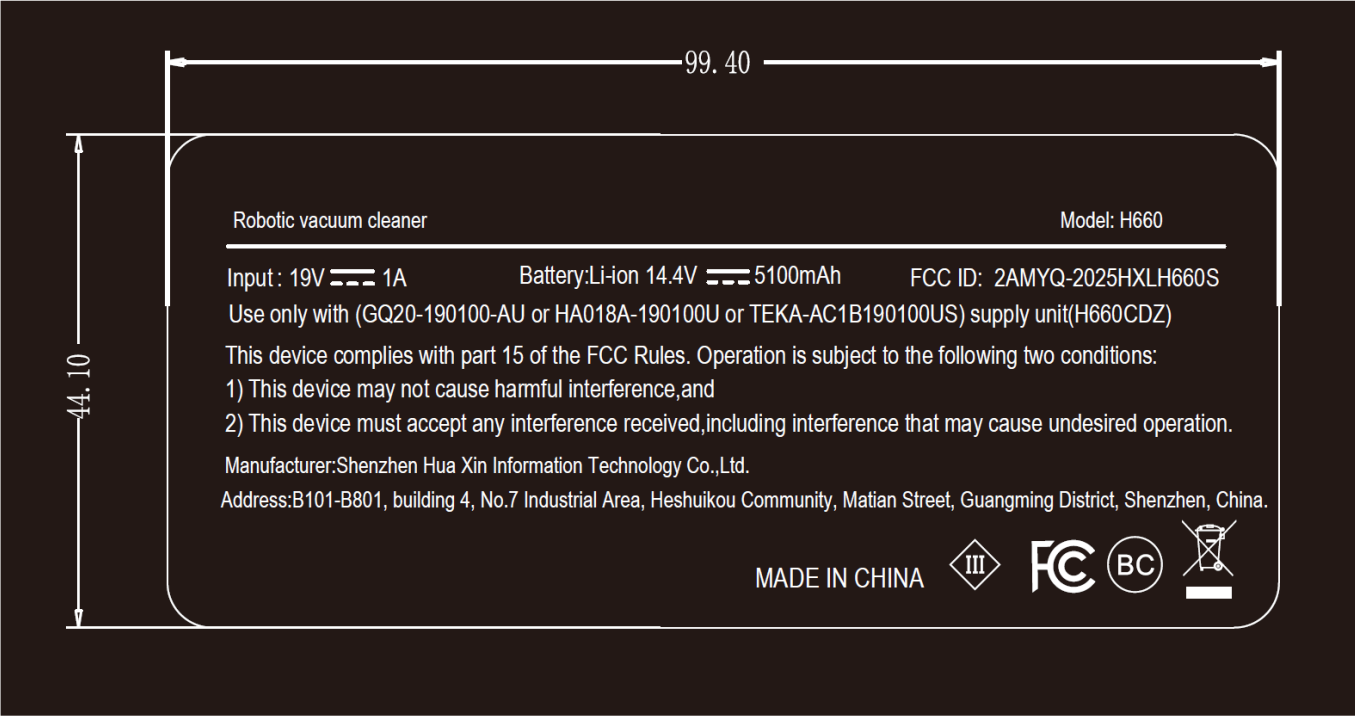 99.40
44.10
Robotic vacuum cleaner Model: H660
Input : 19V ⎓ 1A Battery:Li-ion 14.4V ⎓ 5100mAh FCC ID: 2AMYQ-2025HXLH660S
Use only with (GQ20-190100-AU or HA018A-190100U or TEKA-AC1B190100US) supply unit(H660CDZ)
This device complies with part 15 of the FCC Rules. Operation is subject to the following two conditions:
1) This device may not cause harmful interference,and
2) This device must accept any interference received,including interference that may cause undesired operation.
Manufacturer:Shenzhen Hua Xin Information Technology Co.,Ltd.
Address:B101-B801, building 4, No.7 Industrial Area, Heshuikou Community, Matian Street, Guangming District, Shenzhen, China.
MADE IN CHINA III FC BC